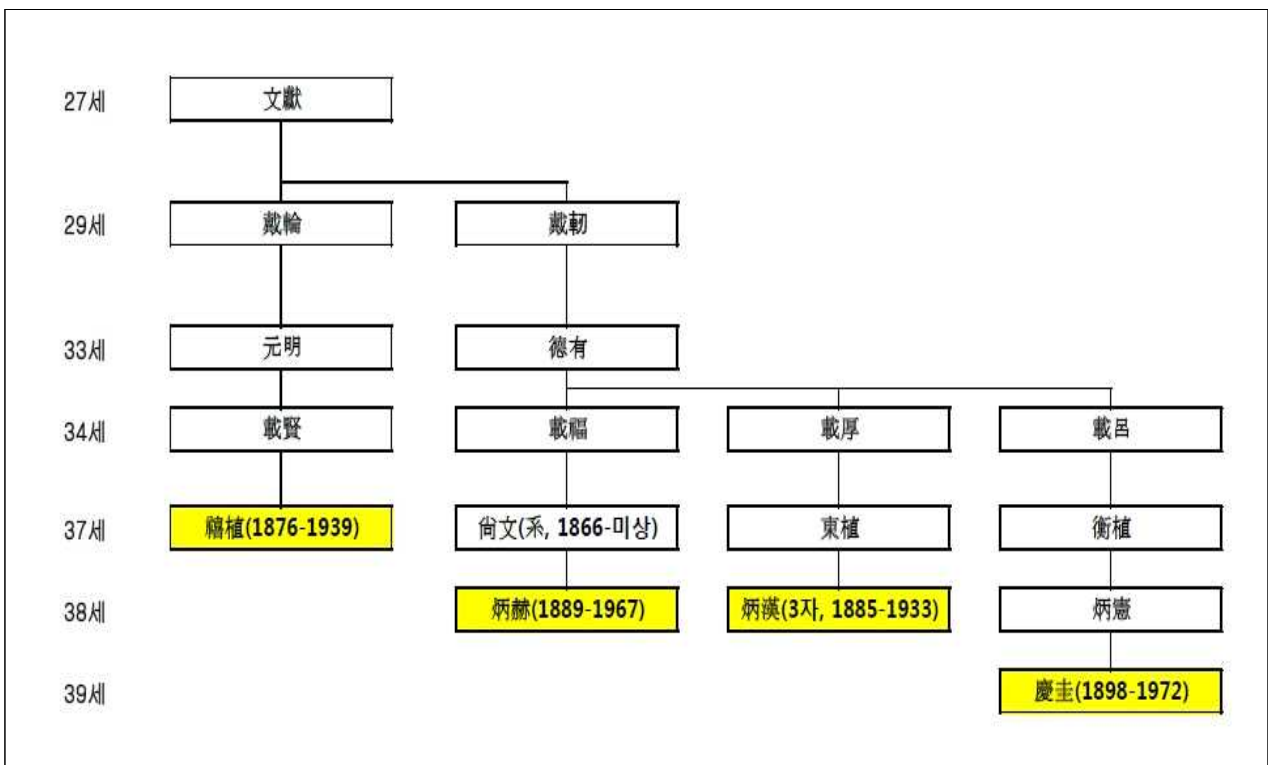 27세 文獻
29세 戴輪 戴軔
33세 元明 德有
34세 載賢 載福 載厚 載呂
37세 禧植(1876-1939) 尙文(系, 1866-미상) 東植 衡植
38세 炳赫(1889-1967) 炳漢(3자, 1885-1933) 炳憲
39세 慶圭(1898-1972)